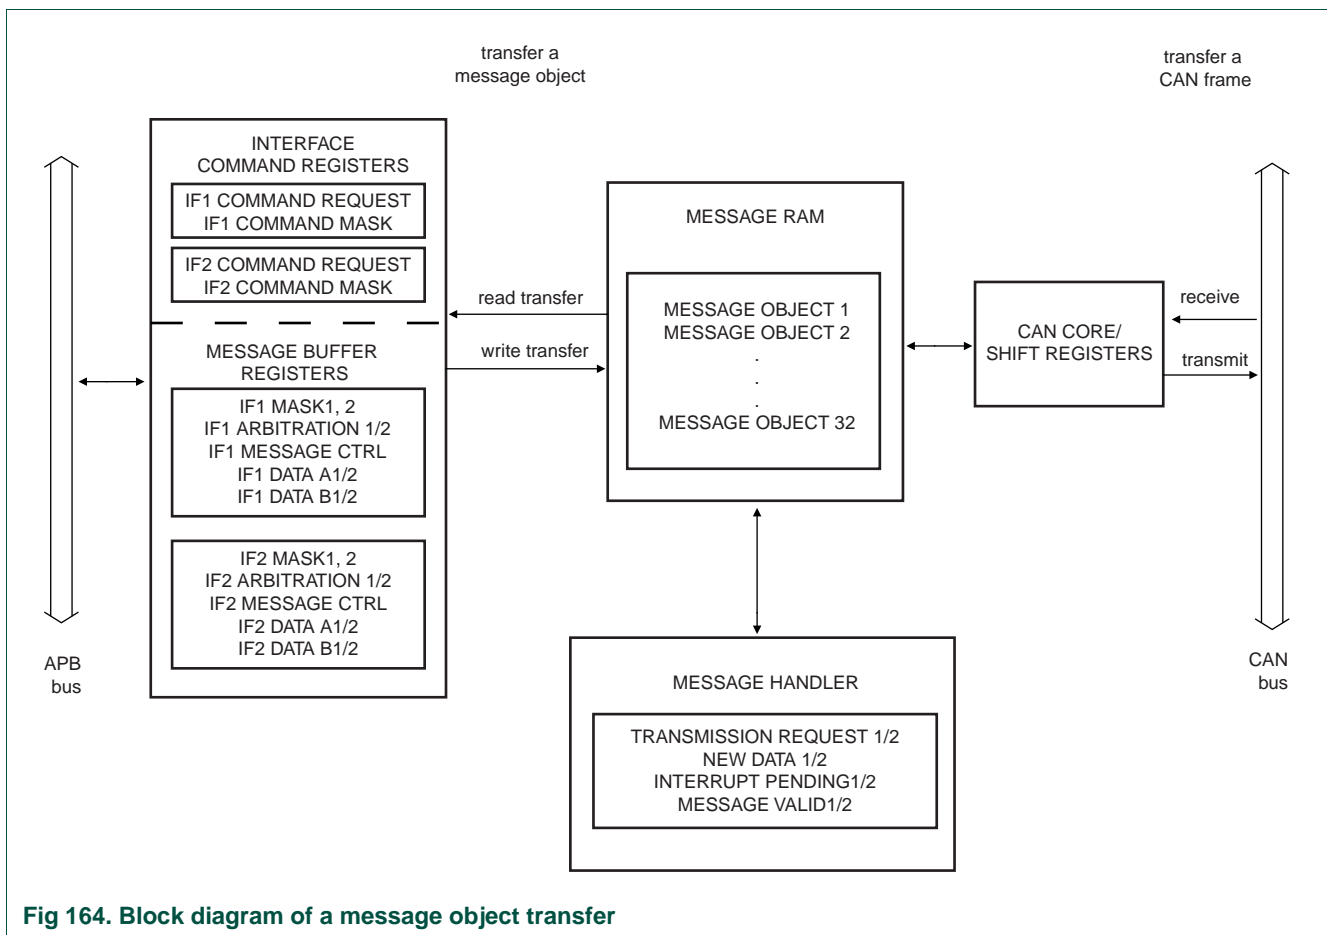 transfer a
message object
transfer a
CAN frame
INTERFACE
COMMAND REGISTERS
IF1 COMMAND REQUEST
IF1 COMMAND MASK
IF2 COMMAND REQUEST
IF2 COMMAND MASK
MESSAGE BUFFER
REGISTERS
IF1 MASK1, 2
IF1 ARBITRATION 1/2
IF1 MESSAGE CTRL
IF1 DATA A1/2
IF1 DATA B1/2
IF2 MASK1, 2
IF2 ARBITRATION 1/2
IF2 MESSAGE CTRL
IF2 DATA A1/2
IF2 DATA B1/2
APB
bus
read transfer
write transfer
MESSAGE RAM
MESSAGE OBJECT 1
MESSAGE OBJECT 2
.
.
.
MESSAGE OBJECT 32
CAN CORE/
SHIFT REGISTERS
receive
transmit
CAN
bus
MESSAGE HANDLER
TRANSMISSION REQUEST 1/2
NEW DATA 1/2
INTERRUPT PENDING1/2
MESSAGE VALID1/2
Fig 164. Block diagram of a message object transfer